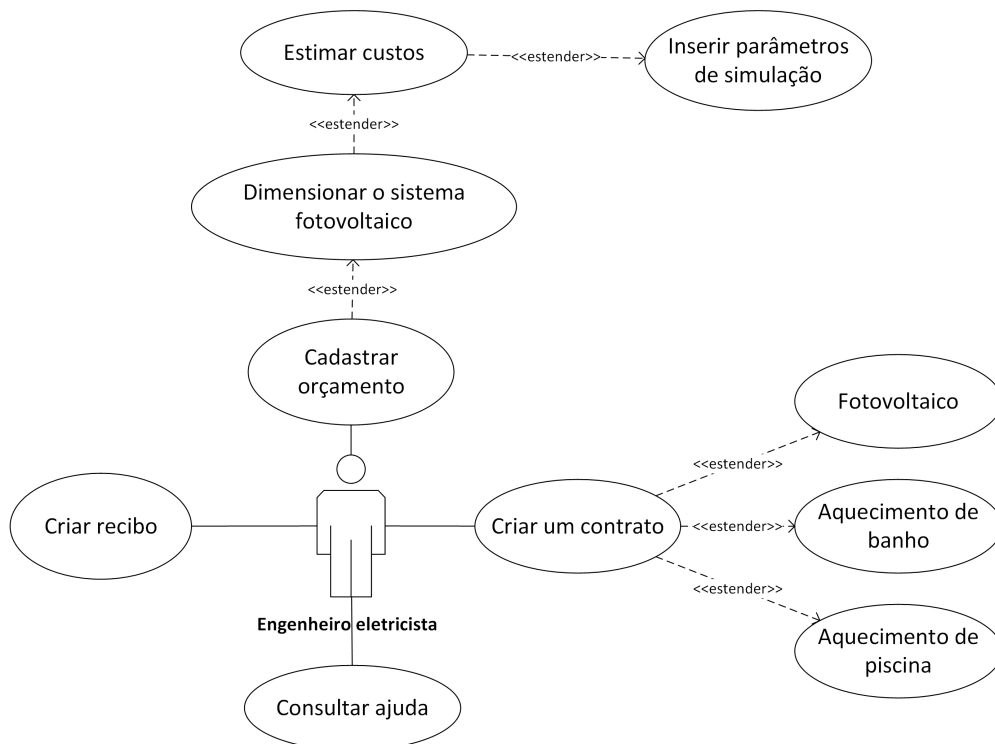 Estimar custos
<<estender>>
Inserir parâmetros
de simulação
<<estender>>
Dimensionar o sistema
fotovoltaico
<<estender>>
Cadastrar
orçamento
Fotovoltaico
<<estender>>
Criar recibo
Criar um contrato
<<estender>>
Aquecimento de
banho
<<estender>>
Engenheiro eletricista
Aquecimento de
piscina
Consultar ajuda